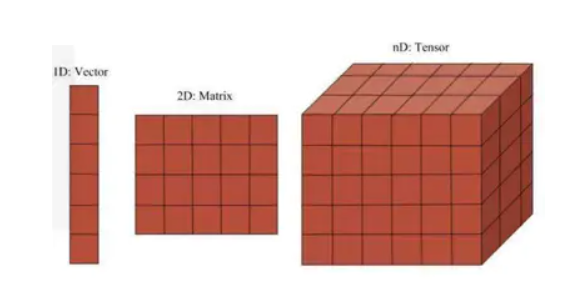 1D: Vector
2D: Matrix
nD: Tensor